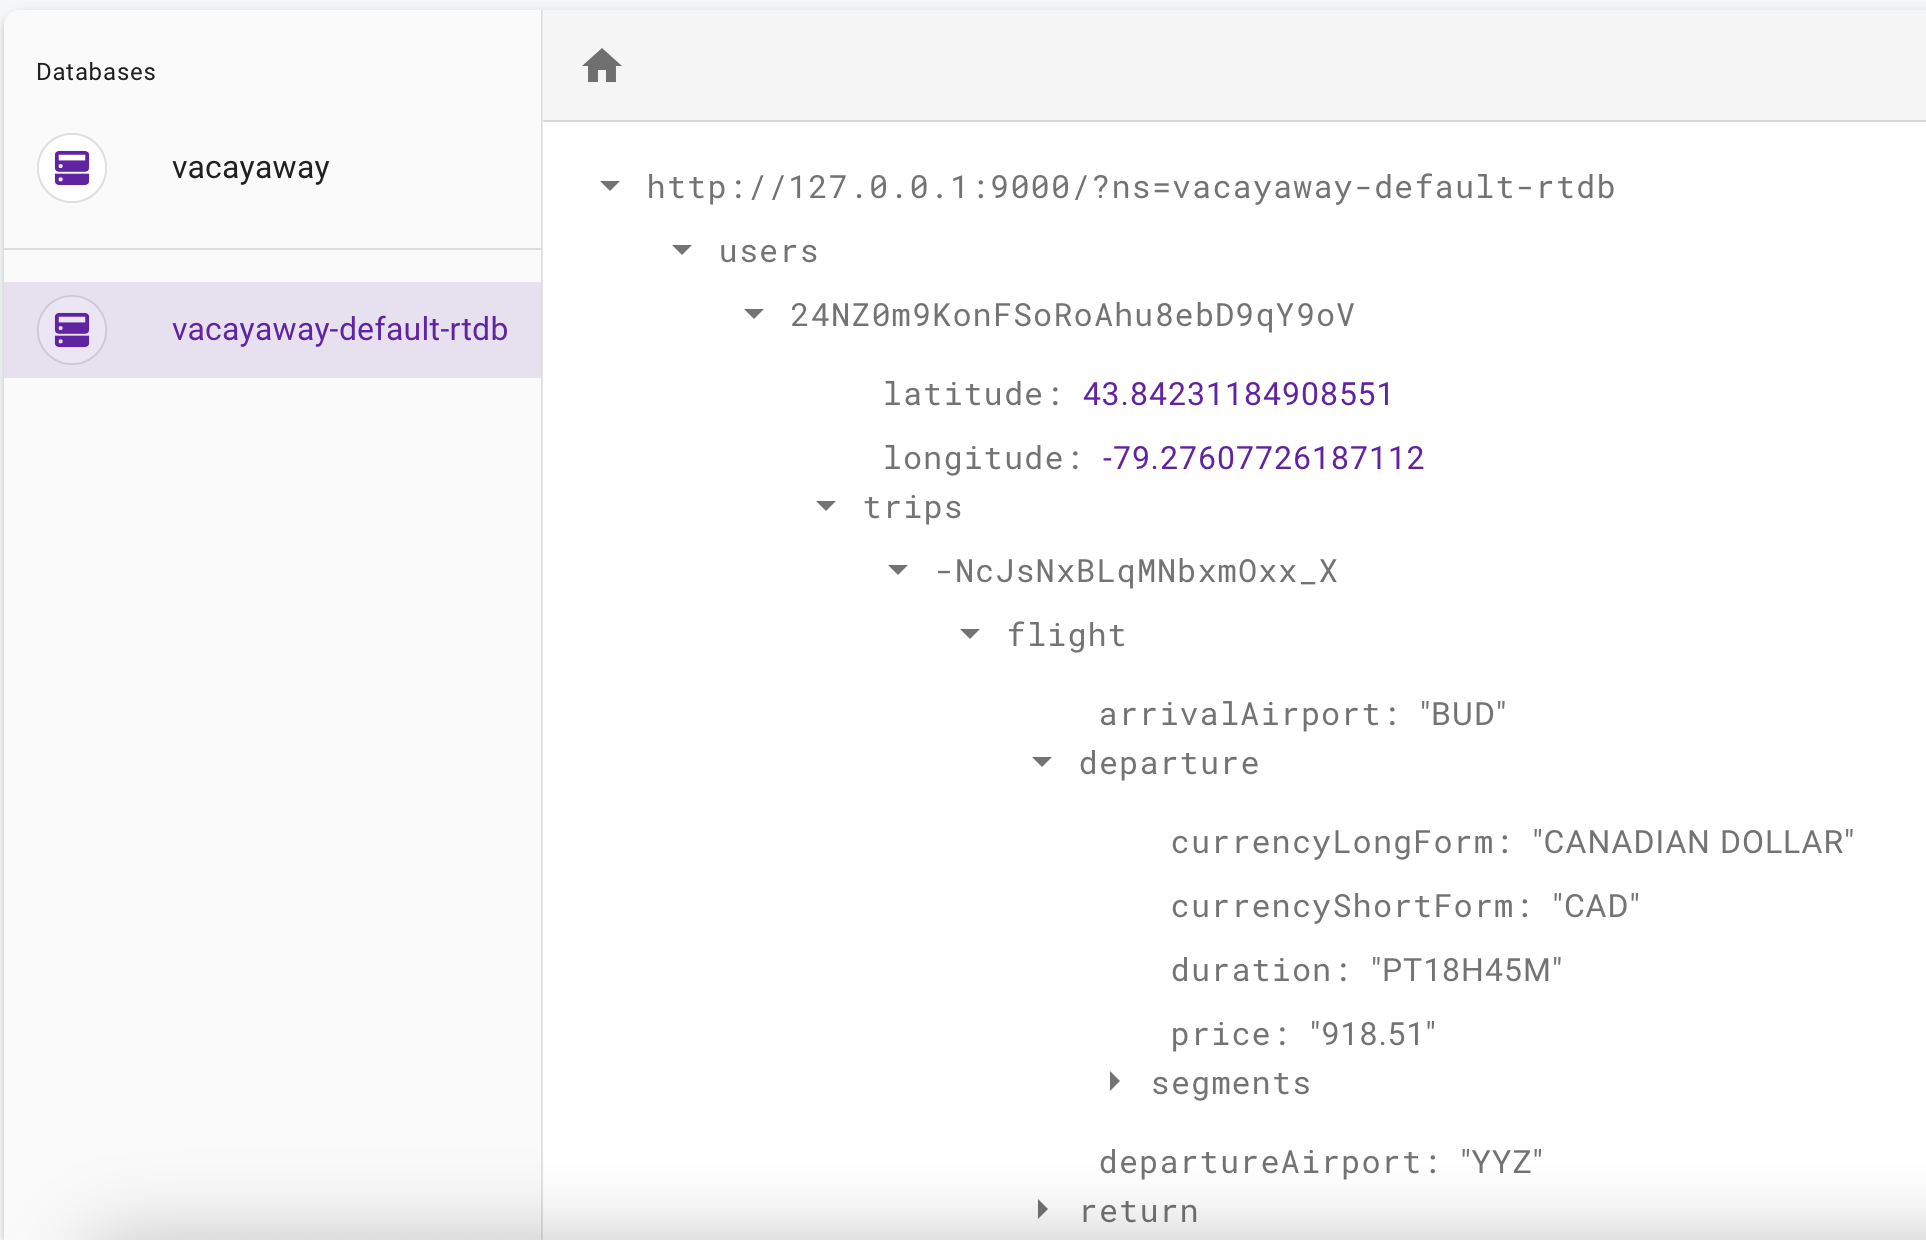 Databases
vacayaway
vacayaway-default-rtdb
http://127.0.0.1:9000/?ns=vacayaway-default-rtdb
users
24NZ0m9KonFSoRoAhu8ebD9qY9oV
latitude: 43.84231184908551
longitude: -79.27607726187112
trips
-NcJsNxBLqMNbxmOxx_X
flight
arrivalAirport: "BUD"
departure
currencyLongForm: "CANADIAN DOLLAR"
currencyShortForm: "CAD"
duration: "PT18H45M"
price: "918.51"
segments
departureAirport: "YYZ"
return